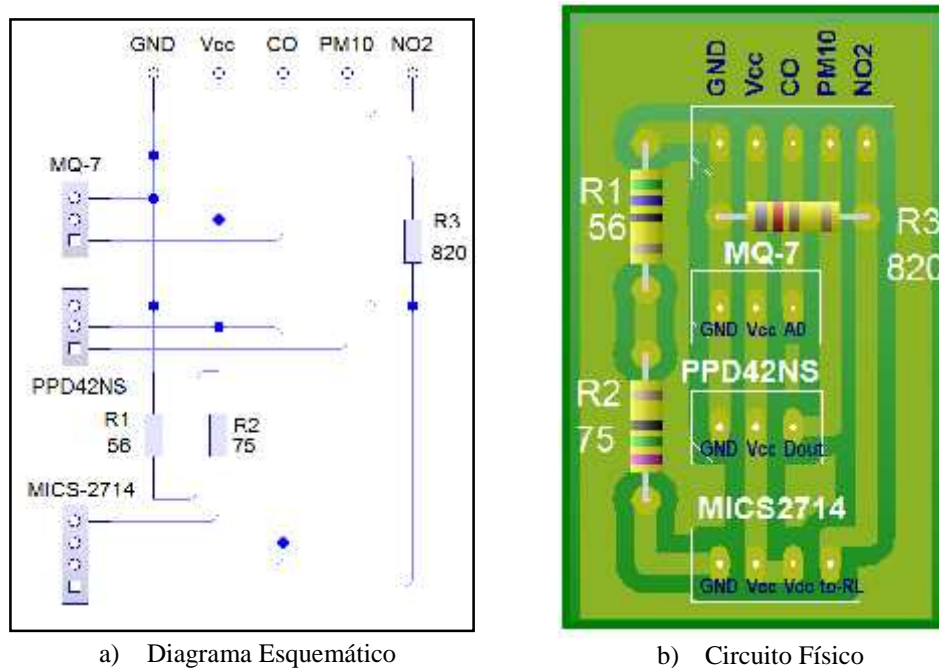 GND Vcc CO PM10 NO2
MQ-7
R3
820
PPD42NS
R1
56
R2
75
MICS-2714
a) Diagrama Esquemático
GND
Vcc
CO
PM10
NO2
R1
56
R3
820
MQ-7
GND Vcc A0
PPD42NS
R2
75
GND Vcc Dout
MICS2714
GND Vcc Vcc to-RL
b) Circuito Físico